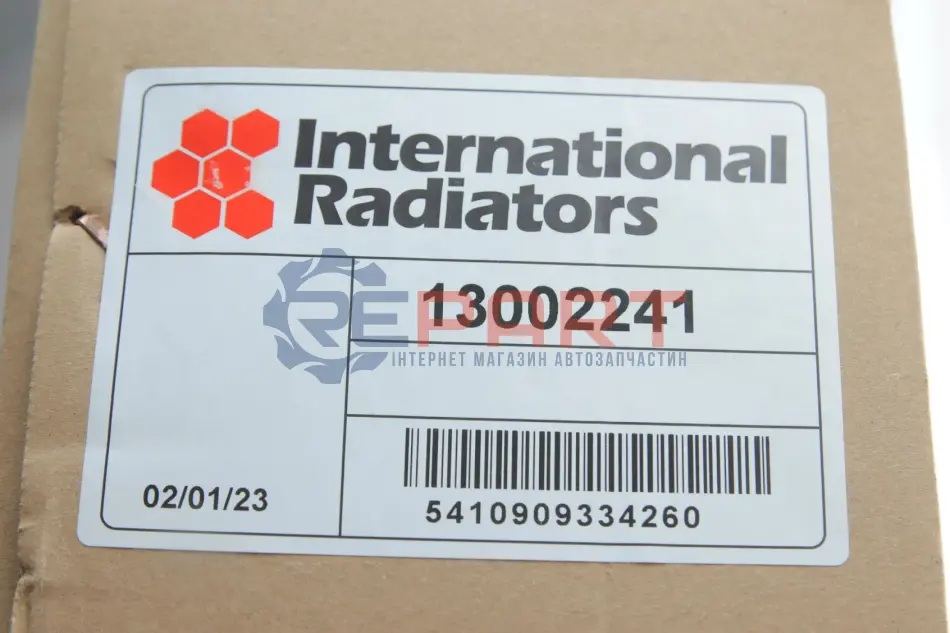 International
Radiators
13002241
REPART
ІНТЕРНЕТ МАГАЗИН АВТОЗАПЧАСТИН
02/01/23
5410909334260